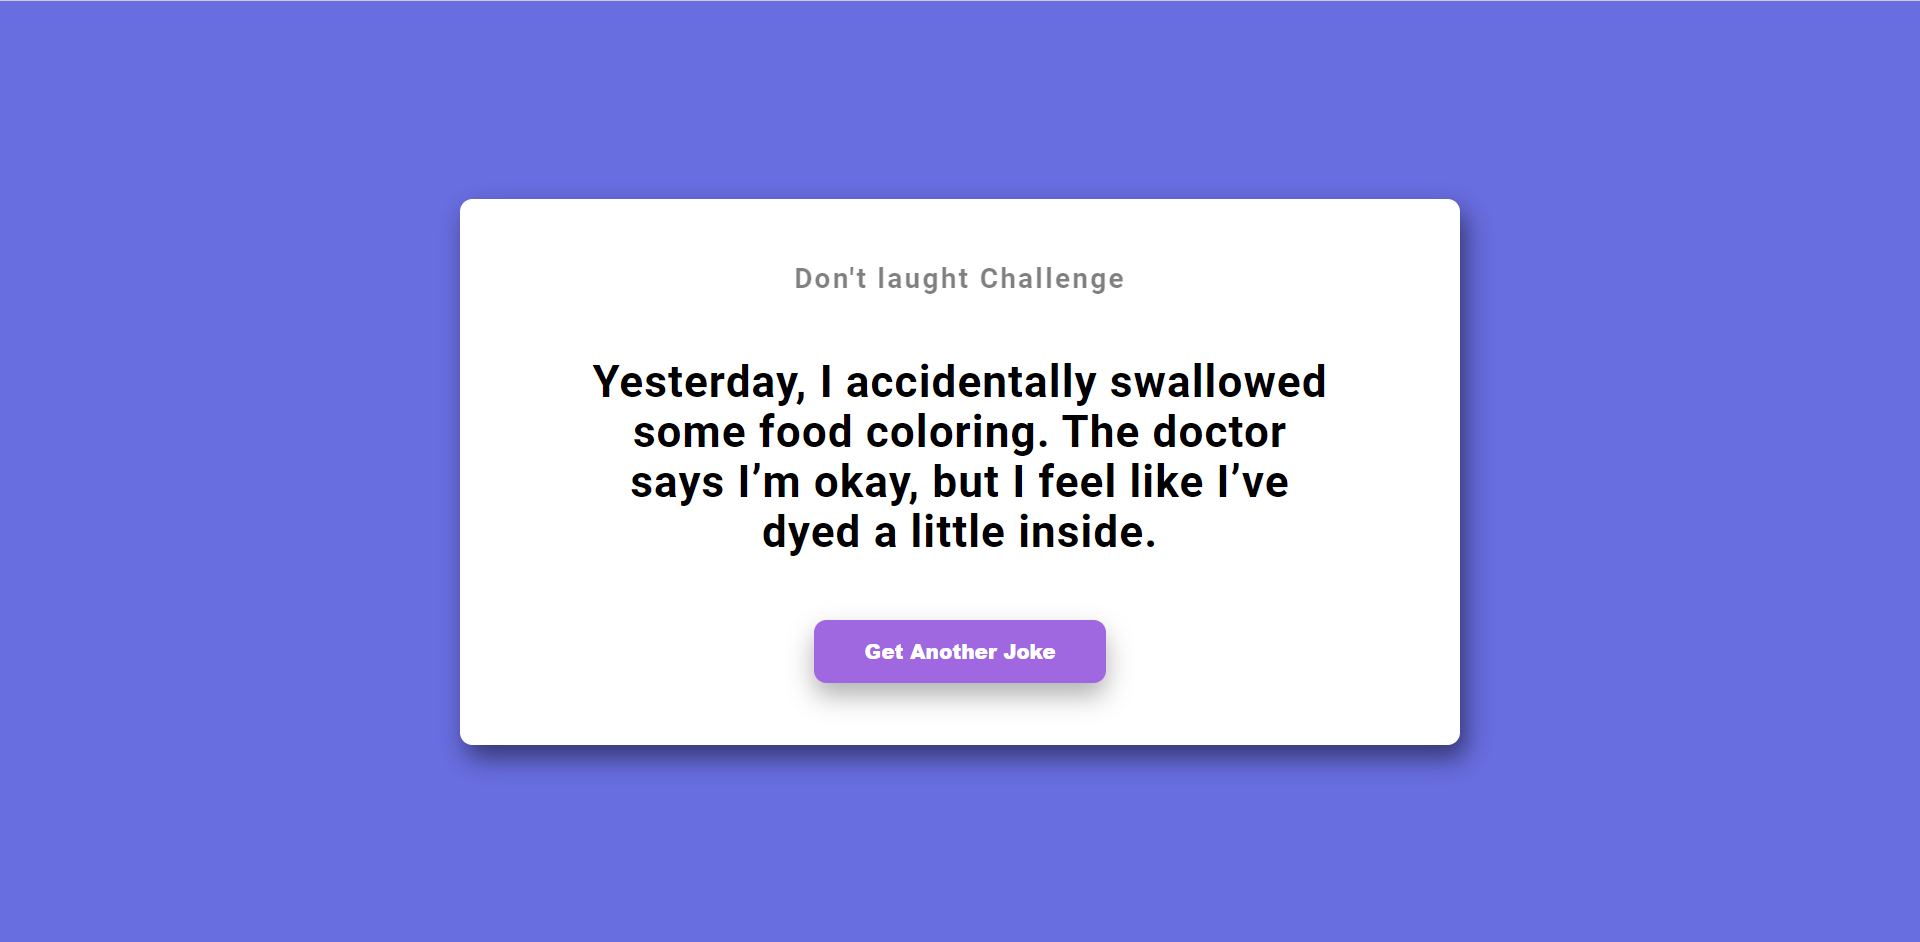 Don't laught Challenge
Yesterday, I accidentally swallowed
some food coloring. The doctor
says I’m okay, but I feel like I’ve
dyed a little inside.
Get Another Joke